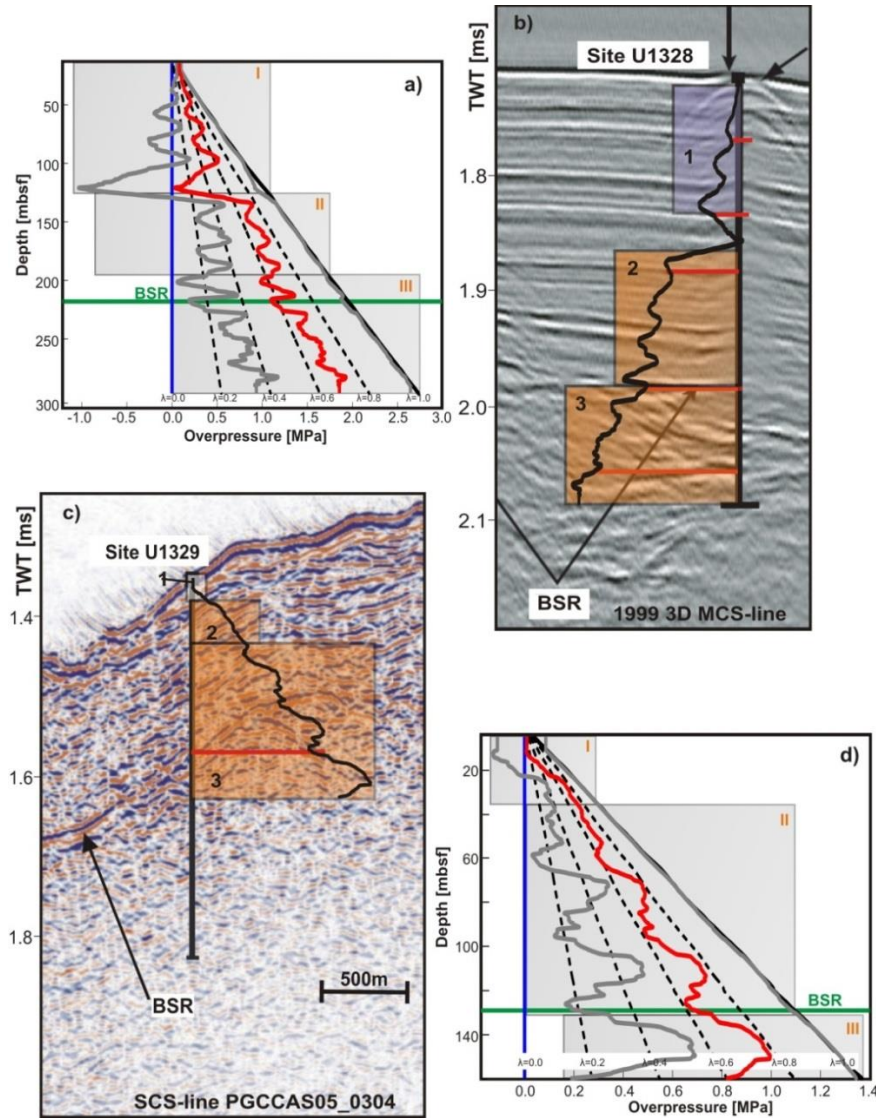 a)
I
II
III
BSR
50
100
150
200
250
300
Depth [mbsf]
λ=0.0 λ=0.2 λ=0.4 λ=0.6 λ=0.8 λ=1.0
-1.0 0.0 0.5 1.0 1.5 2.0 2.5 3.0
Overpressure [MPa]
b)
Site U1328
TWT [ms]
1.8
1.9
2.0
2.1
1
2
3
BSR
1999 3D MCS-line
c)
TWT [ms]
Site U1329
1
1.4
1.6
1.8
2
3
BSR
500m
SCS-line PGCCAS05_0304
d)
I
II
III
BSR
20
60
100
140
Depth [mbsf]
λ=0.0 λ=0.2 λ=0.4 λ=0.6 λ=0.8 λ=1.0
0.0 0.2 0.4 0.6 0.8 1.0 1.2 1.4
Overpressure [MPa]